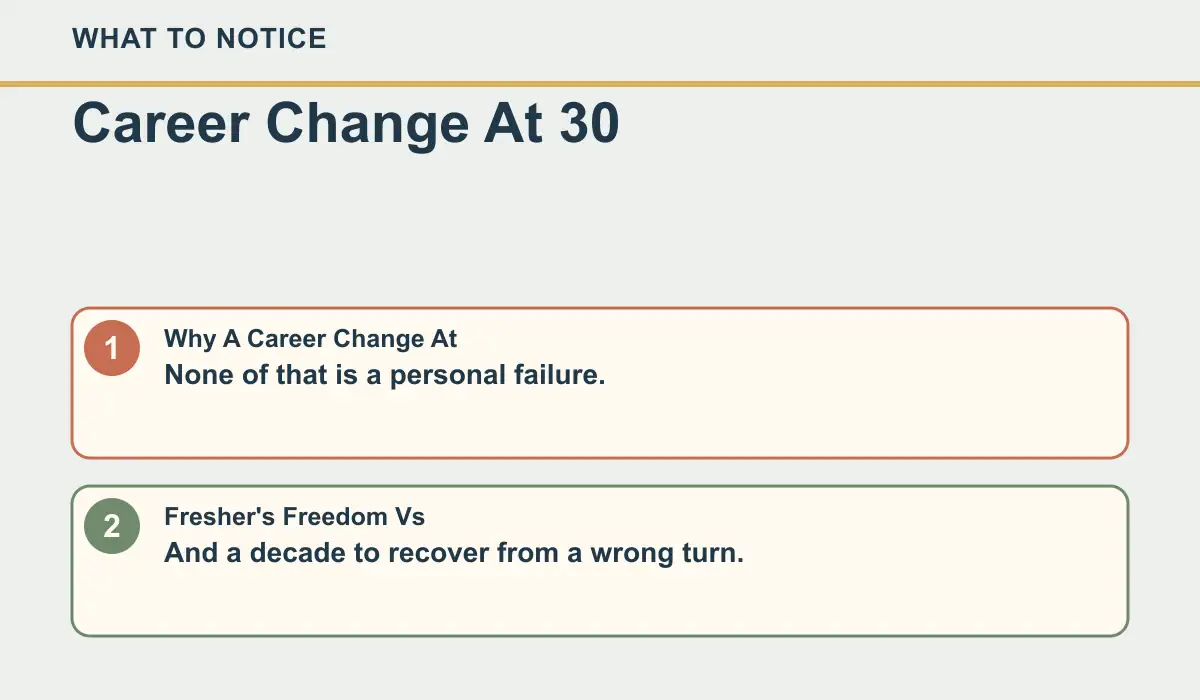 WHAT TO NOTICE
Career Change At 30
1
Why A Career Change At
None of that is a personal failure.
2
Fresher's Freedom Vs
And a decade to recover from a wrong turn.